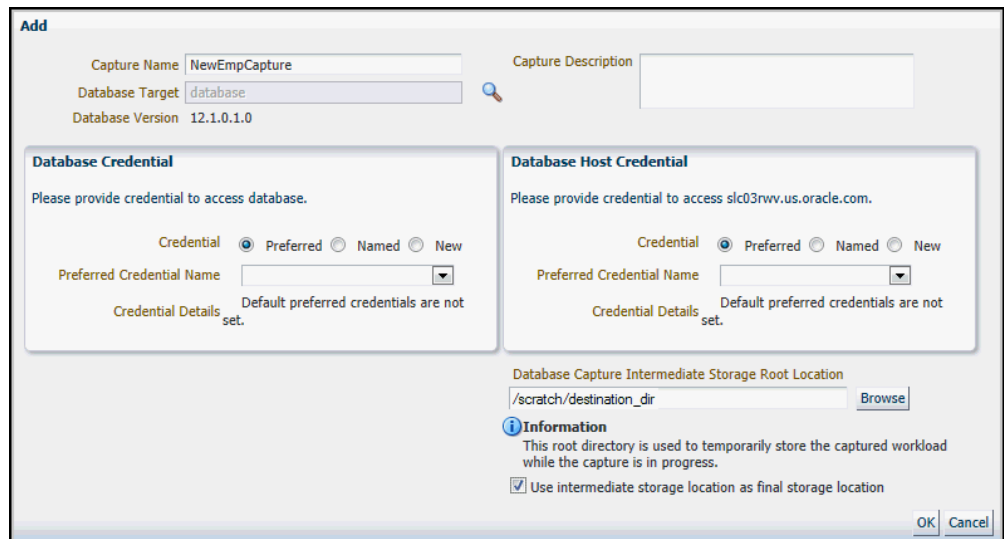 Add
Capture Name NewEmpCapture
Capture Description
Database Target database
Database Version 12.1.0.1.0
Database Credential
Please provide credential to access database.
Credential Preferred Named New
Preferred Credential Name
Credential Details Default preferred credentials are not
set.
Database Host Credential
Please provide credential to access slc03rwv.us.oracle.com.
Credential Preferred Named New
Preferred Credential Name
Credential Details Default preferred credentials are not
set.
Database Capture Intermediate Storage Root Location
/scratch/destination_dir Browse
Information
This root directory is used to temporarily store the captured workload
while the capture is in progress.
Use intermediate storage location as final storage location
OK Cancel